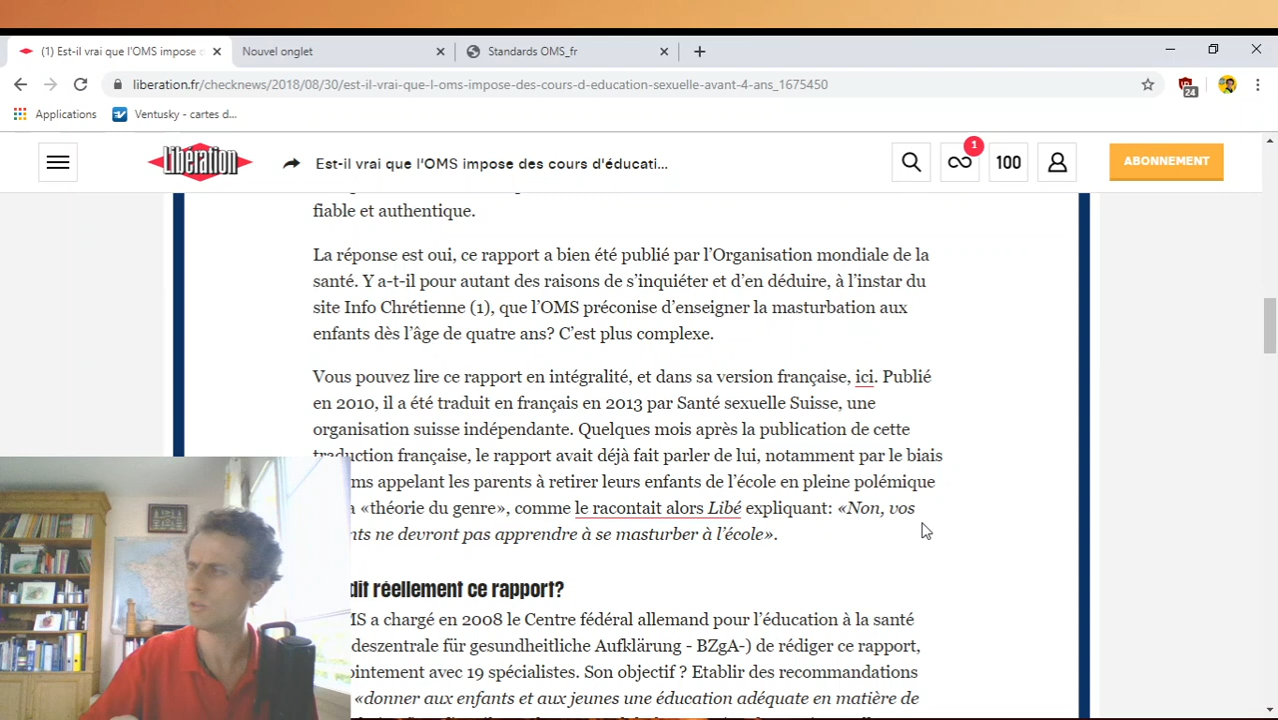 (1) Est-il vrai que l'OMS impose
Nouvel onglet
Standards OMS_fr
liberation.fr/checknews/2018/08/30/est-il-vrai-que-l-oms-impose-des-cours-d-education-sexuelle-avant-4-ans_1675450
24
Applications
Ventusky - cartes d...
Libération
Est-il vrai que l'OMS impose des cours d'éducati...
1
100
ABONNEMENT
fiable et authentique.
La réponse est oui, ce rapport a bien été publié par l’Organisation mondiale de la
santé. Y a-t-il pour autant des raisons de s’inquiéter et d’en déduire, à l’instar du
site Info Chrétienne (1), que l’OMS préconise d’enseigner la masturbation aux
enfants dès l’âge de quatre ans? C’est plus complexe.
Vous pouvez lire ce rapport en intégralité, et dans sa version française, ici. Publié
en 2010, il a été traduit en français en 2013 par Santé sexuelle Suisse, une
organisation suisse indépendante. Quelques mois après la publication de cette
traduction française, le rapport avait déjà fait parler de lui, notamment par le biais
ms appelant les parents à retirer leurs enfants de l’école en pleine polémique
a «théorie du genre», comme le racontait alors Libé expliquant: «Non, vos
nts ne devront pas apprendre à se masturber à l’école».
dit réellement ce rapport?
MS a chargé en 2008 le Centre fédéral allemand pour l’éducation à la santé
deszentrale für gesundheitliche Aufklärung - BZgA-) de rédiger ce rapport,
ointement avec 19 spécialistes. Son objectif ? Etablir des recommandations
«donner aux enfants et aux jeunes une éducation adéquate en matière de